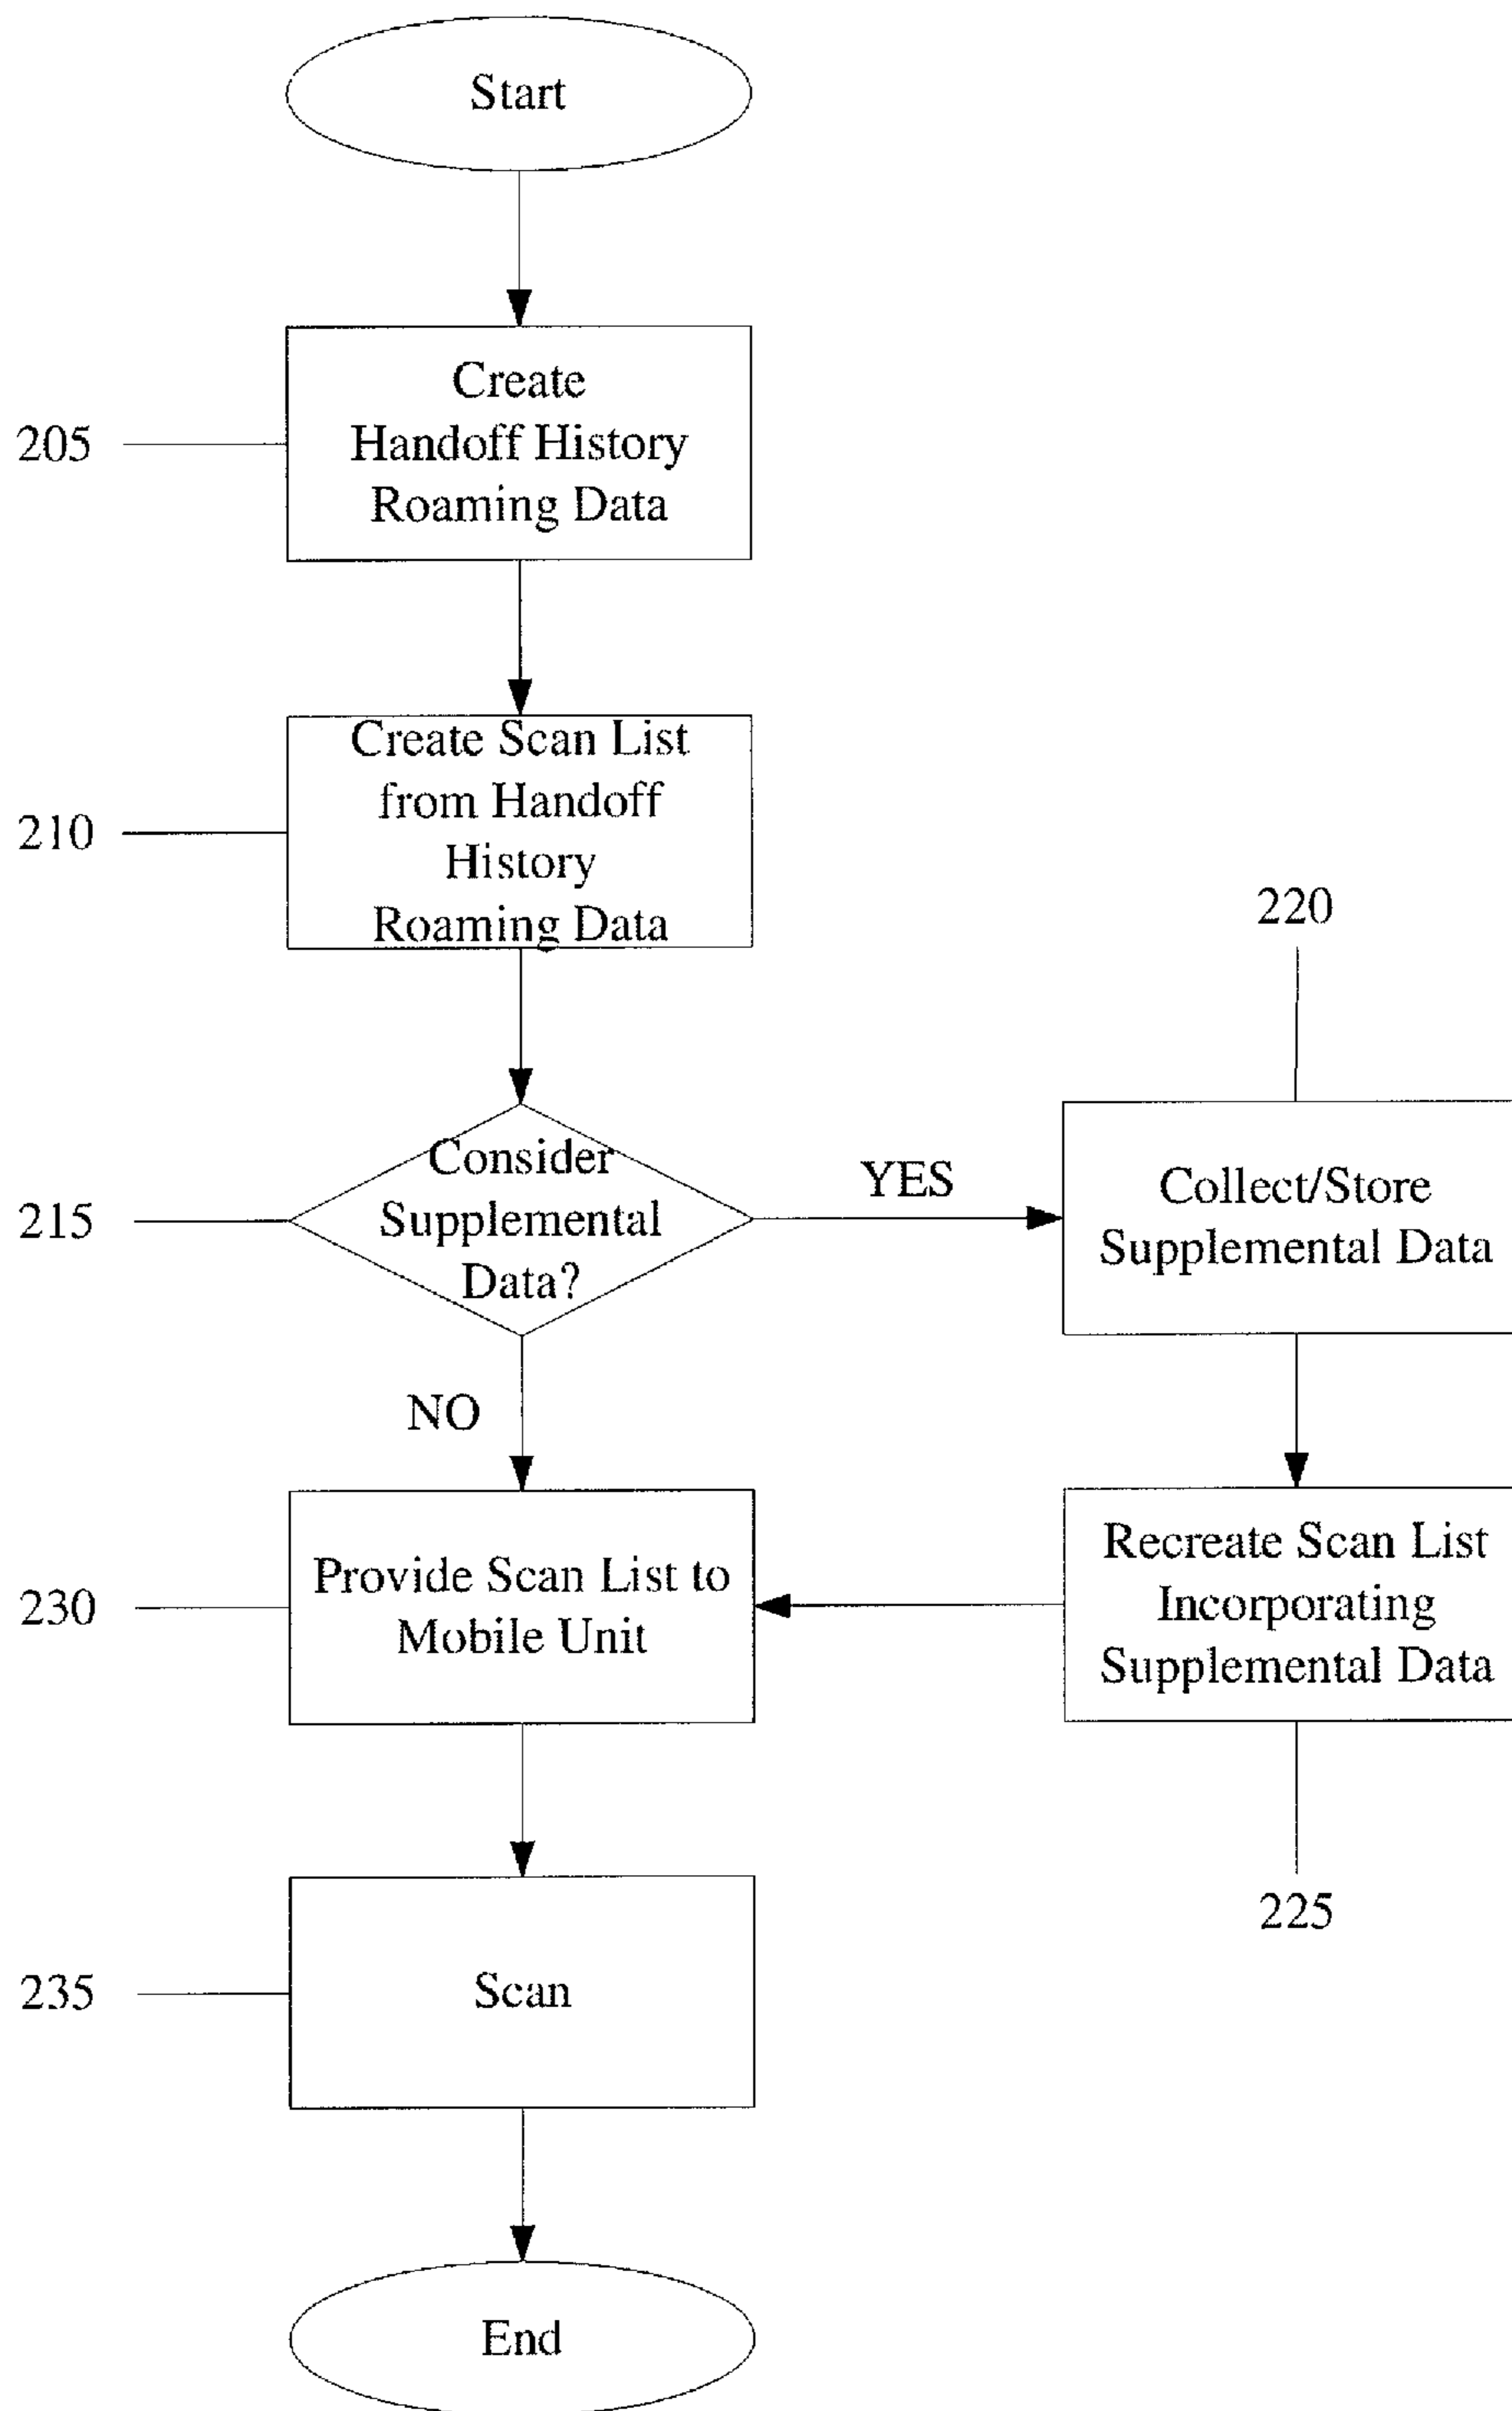 Start
205
Create
Handoff History
Roaming Data
210
Create Scan List
from Handoff
History
Roaming Data
215
Consider
Supplemental
Data?
YES
220
Collect/Store
Supplemental Data
NO
230
Provide Scan List to
Mobile Unit
Recreate Scan List
Incorporating
Supplemental Data
225
235
Scan
End